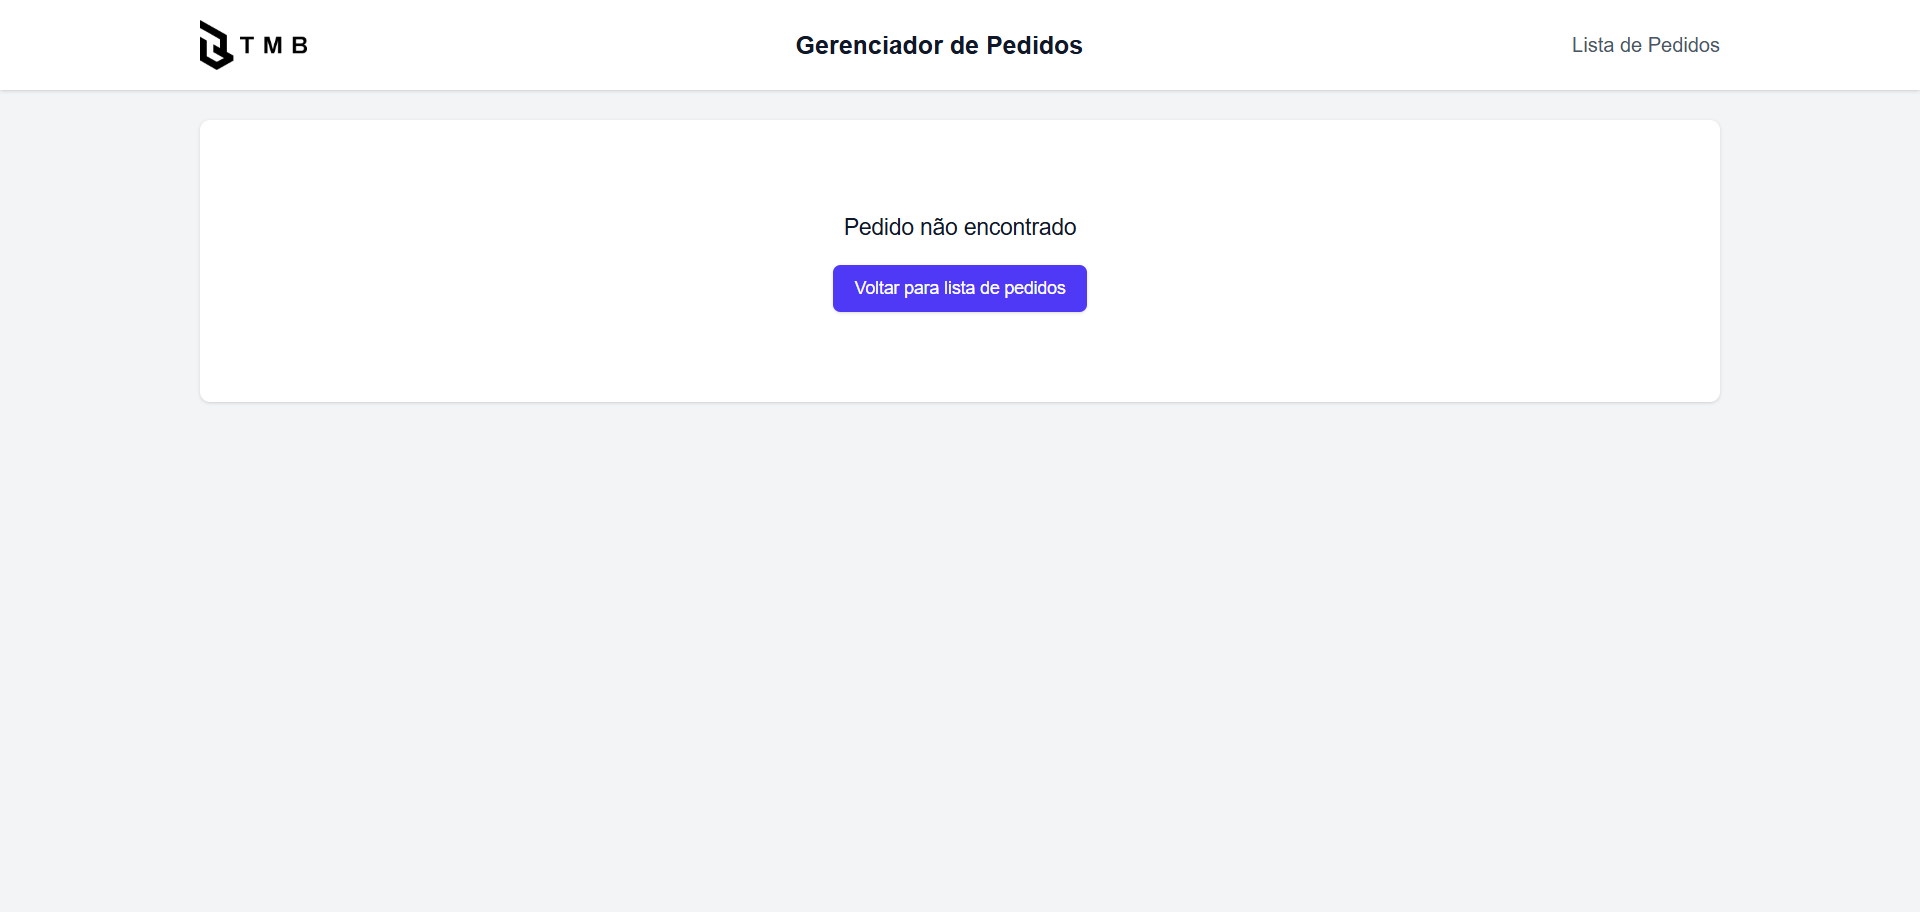 T M B
Gerenciador de Pedidos
Lista de Pedidos
Pedido não encontrado
Voltar para lista de pedidos